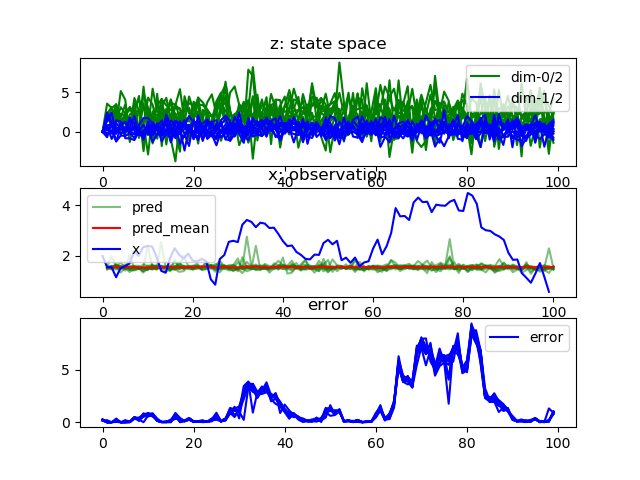 z: state space
5
0
dim-0/2
dim-1/2
0 20 40 60 80 100
x: observation
4
2
pred
pred_mean
x
0 20 40 60 80 100
error
5
0
error
0 20 40 60 80 100